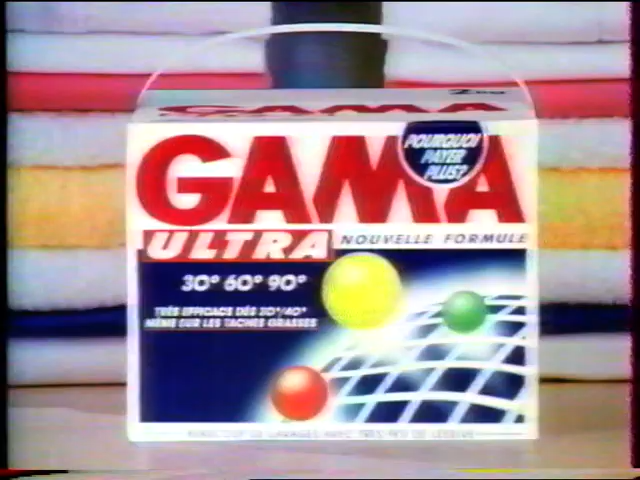 GAMA
GAMA
POURQUOI
PAYER
PLUS?
ULTRA
NOUVELLE FORMULE
30° 60° 90°
TRÈS EFFICACE DÈS 30°/40°
MÊME SUR LES TACHES GRASSES